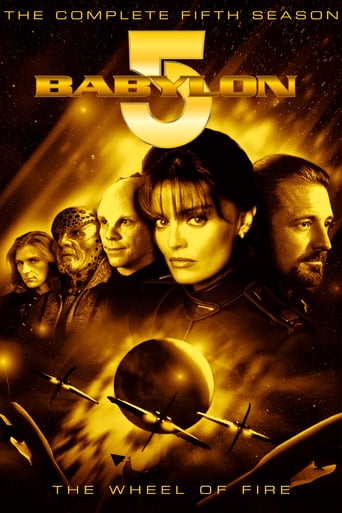 THE COMPLETE FIFTH SEASON
BABYLON
5
THE WHEEL OF FIRE